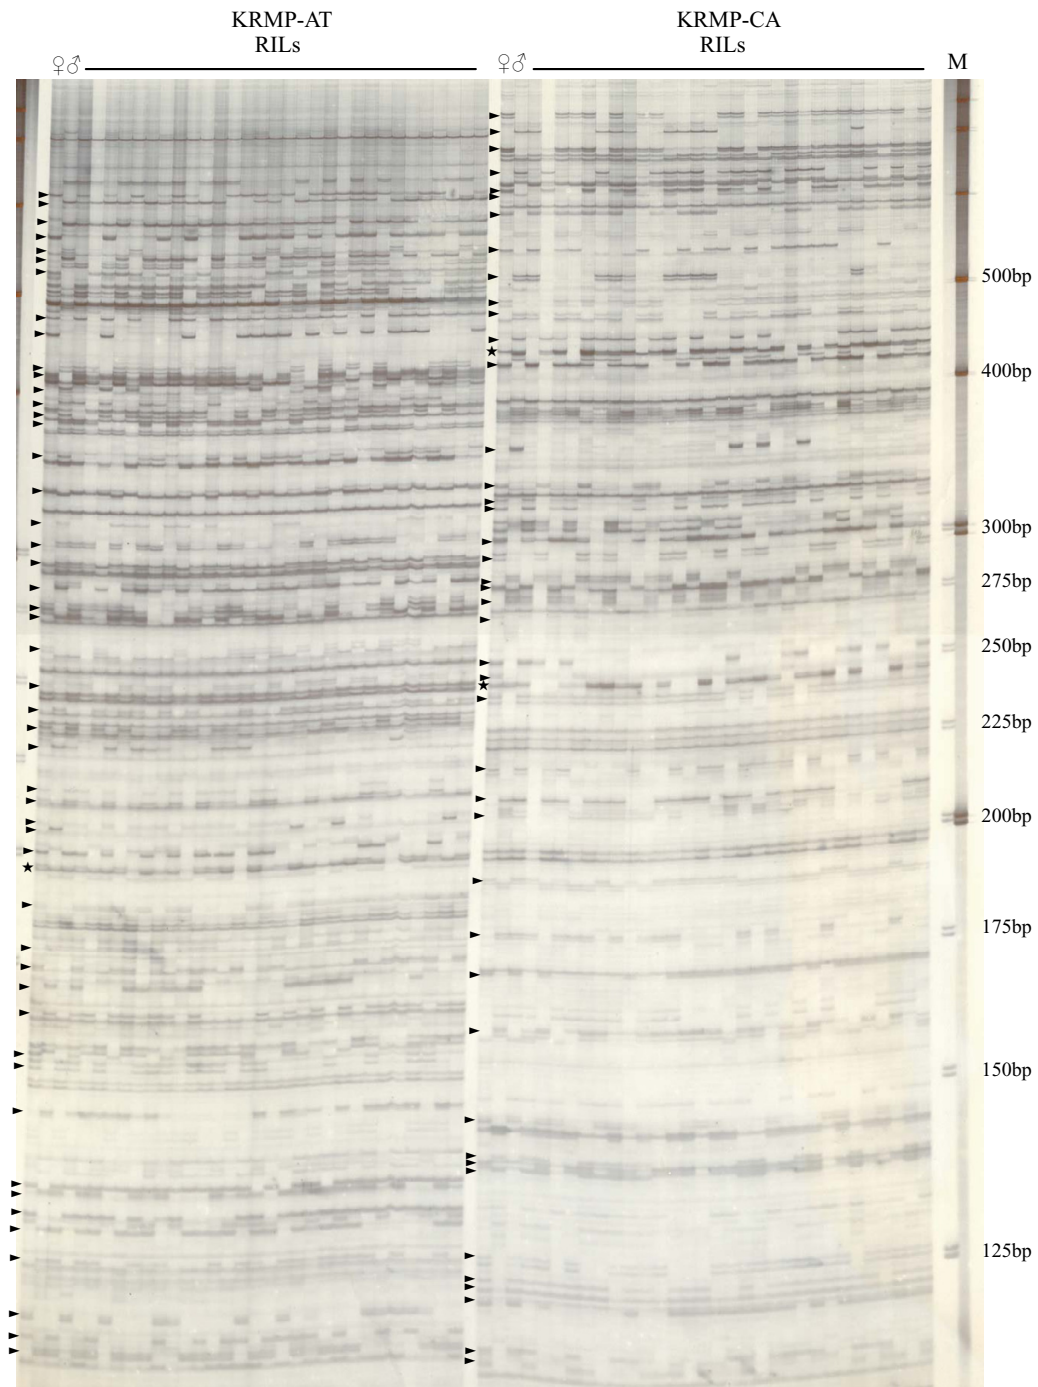 KRMP-AT
RILs
♀♂
KRMP-CA
RILs
♀♂
M
500bp
400bp
300bp
275bp
250bp
225bp
200bp
175bp
150bp
125bp